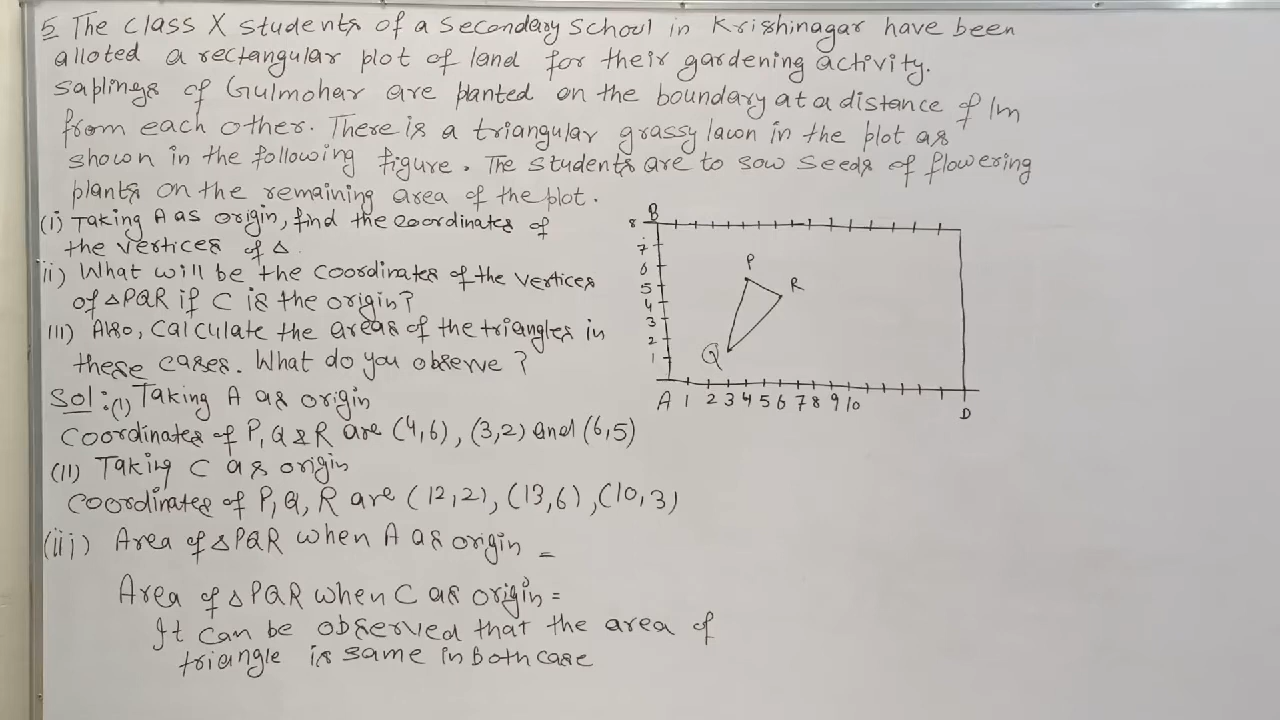 5 The class X students of a secondary school in Krishinagar have been
alloted a rectangular plot of land for their gardening activity.
saplings of Gulmohar are planted on the boundary at a distance of 1m
from each other. There is a triangular grassy lawn in the plot as
shown in the following figure. The students are to sow seeds of flowering
plants on the remaining area of the plot.
(i) Taking A as origin, find the coordinates of
the vertices of Δ.
ii) What will be the coordinates of the vertices
of ΔPQR if C is the origin?
iii) Also, calculate the areas of the triangles in
these cases. What do you observe?
Sol:(i) Taking A as origin
Coordinates of P, Q & R are (4,6), (3,2) and (6,5)
(ii) Taking C as origin
Coordinates of P, Q, R are (12,2), (13,6), (10,3)
(iii) Area of ΔPQR when A as origin =
Area of ΔPQR when C as origin =
It can be observed that the area of
triangle is same in both case
B
8
7
6
5
4
3
2
1
P
R
Q
A 1 2 3 4 5 6 7 8 9 10
D